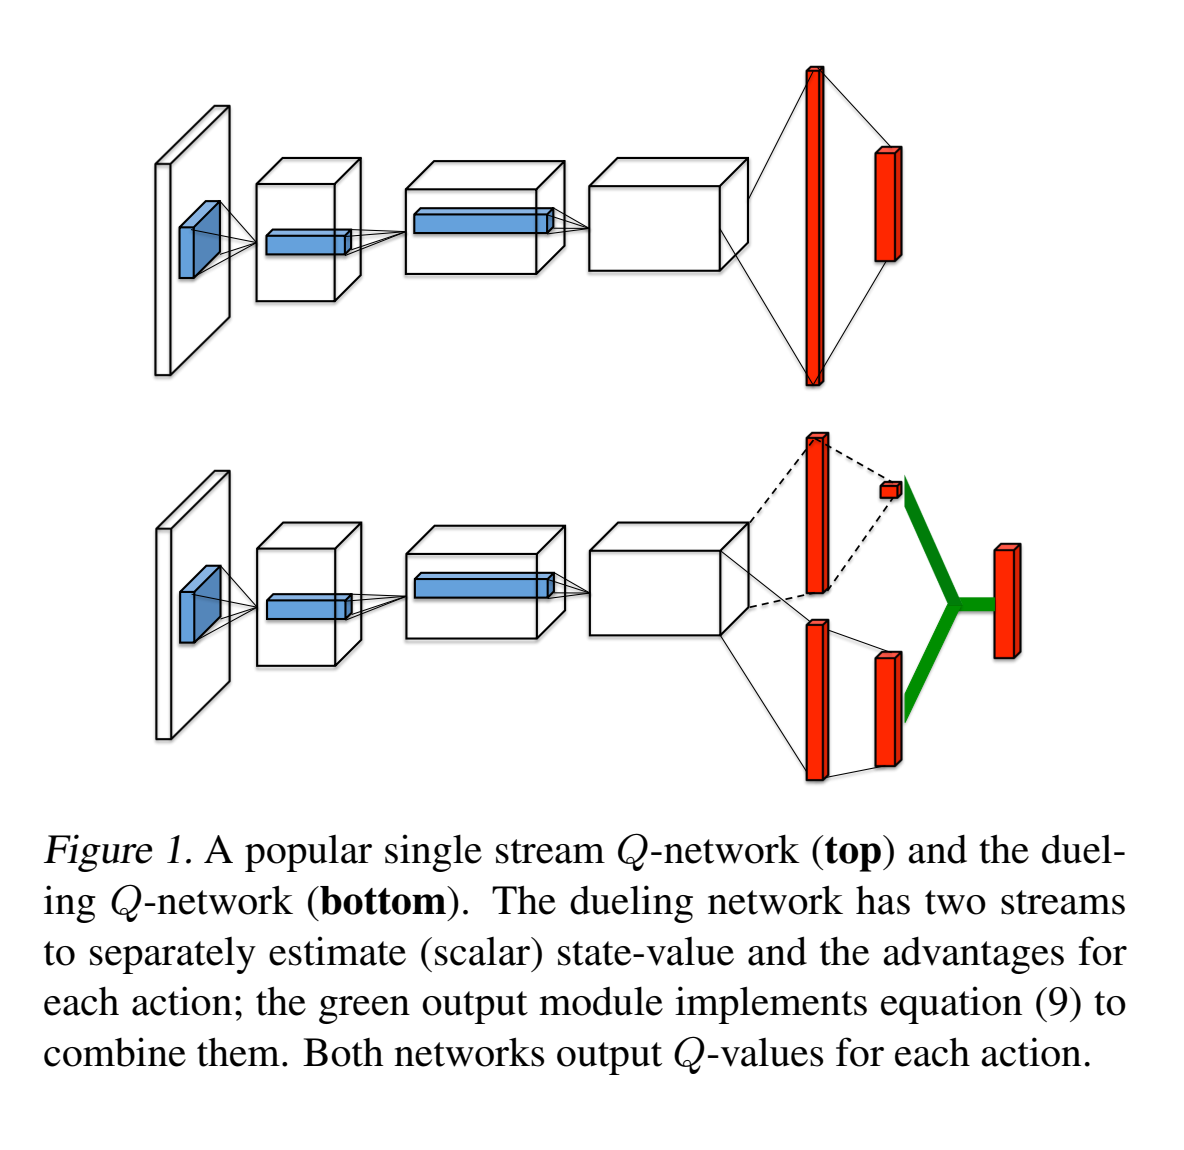 Figure 1. A popular single stream Q-network (top) and the duel-
ing Q-network (bottom). The dueling network has two streams
to separately estimate (scalar) state-value and the advantages for
each action; the green output module implements equation (9) to
combine them. Both networks output Q-values for each action.